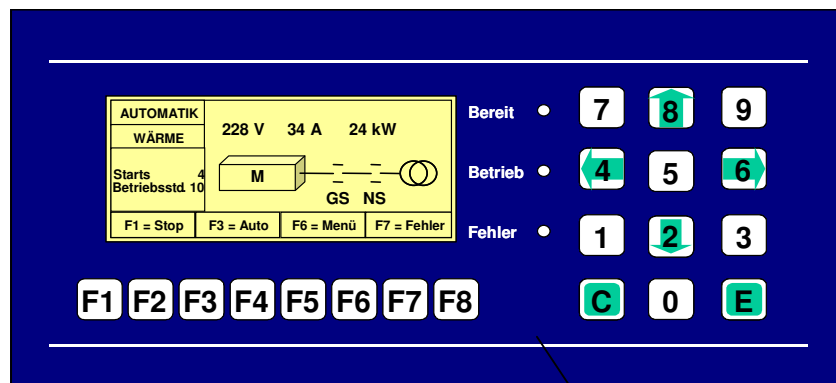 AUTOMATIK
WÄRME
228 V 34 A 24 kW
Starts 4
Betriebsstd. 10
M
GS NS
F1 = Stop F3 = Auto F6 = Menü F7 = Fehler
Bereit
Betrieb
Fehler
7 8 9
4 5 6
1 2 3
C 0 E
F1 F2 F3 F4 F5 F6 F7 F8